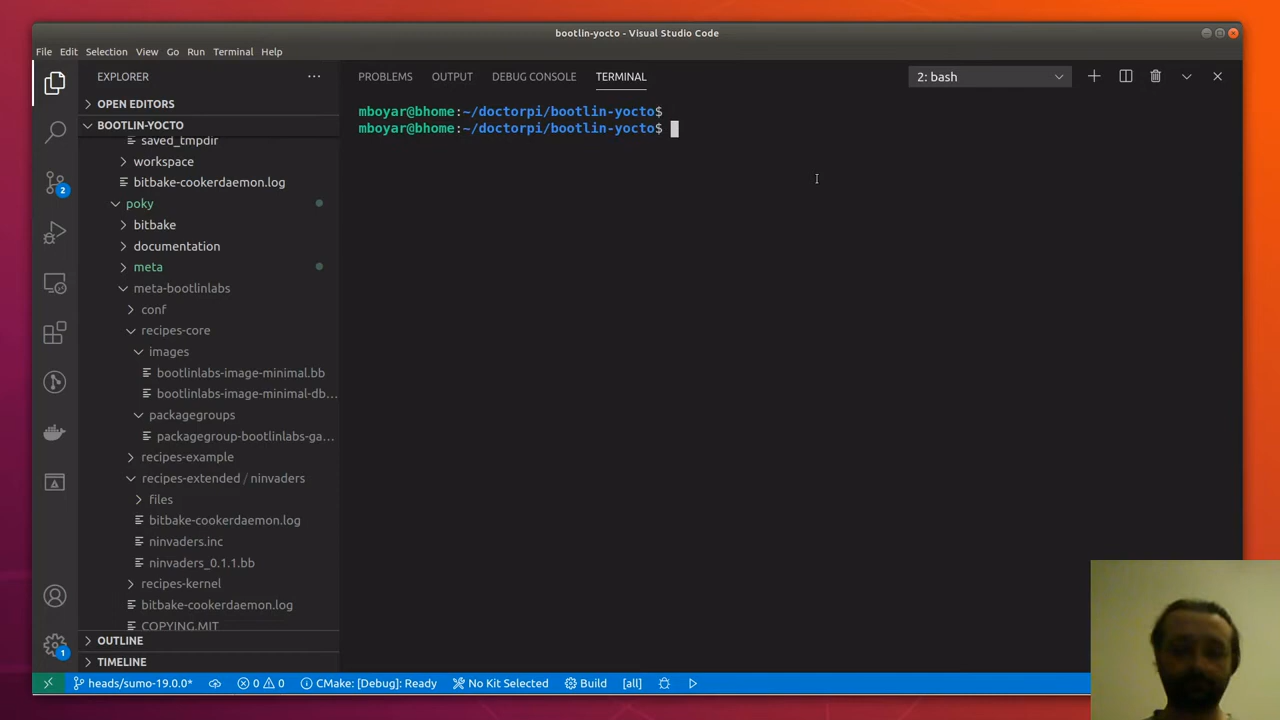 bootlin-yocto - Visual Studio Code
File Edit Selection View Go Run Terminal Help
EXPLORER
PROBLEMS OUTPUT DEBUG CONSOLE TERMINAL
2: bash
OPEN EDITORS
BOOTLIN-YOCTO
saved_tmpdir
workspace
bitbake-cookerdaemon.log
poky
bitbake
documentation
meta
meta-bootlinlabs
conf
recipes-core
images
bootlinlabs-image-minimal.bb
bootlinlabs-image-minimal-db...
packagegroups
packagegroup-bootlinlabs-ga...
recipes-example
recipes-extended / ninvaders
files
bitbake-cookerdaemon.log
ninvaders.inc
ninvaders_0.1.1.bb
recipes-kernel
bitbake-cookerdaemon.log
COPYING.MIT
OUTLINE
TIMELINE
2
1
mboyar@bhome:~/doctorpi/bootlin-yocto$
mboyar@bhome:~/doctorpi/bootlin-yocto$
heads/sumo-19.0.0* 0 0 CMake: [Debug]: Ready No Kit Selected Build [all]